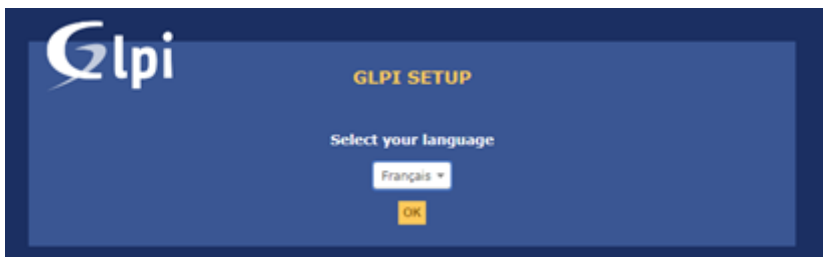 Glpi
GLPI SETUP
Select your language
Français
OK